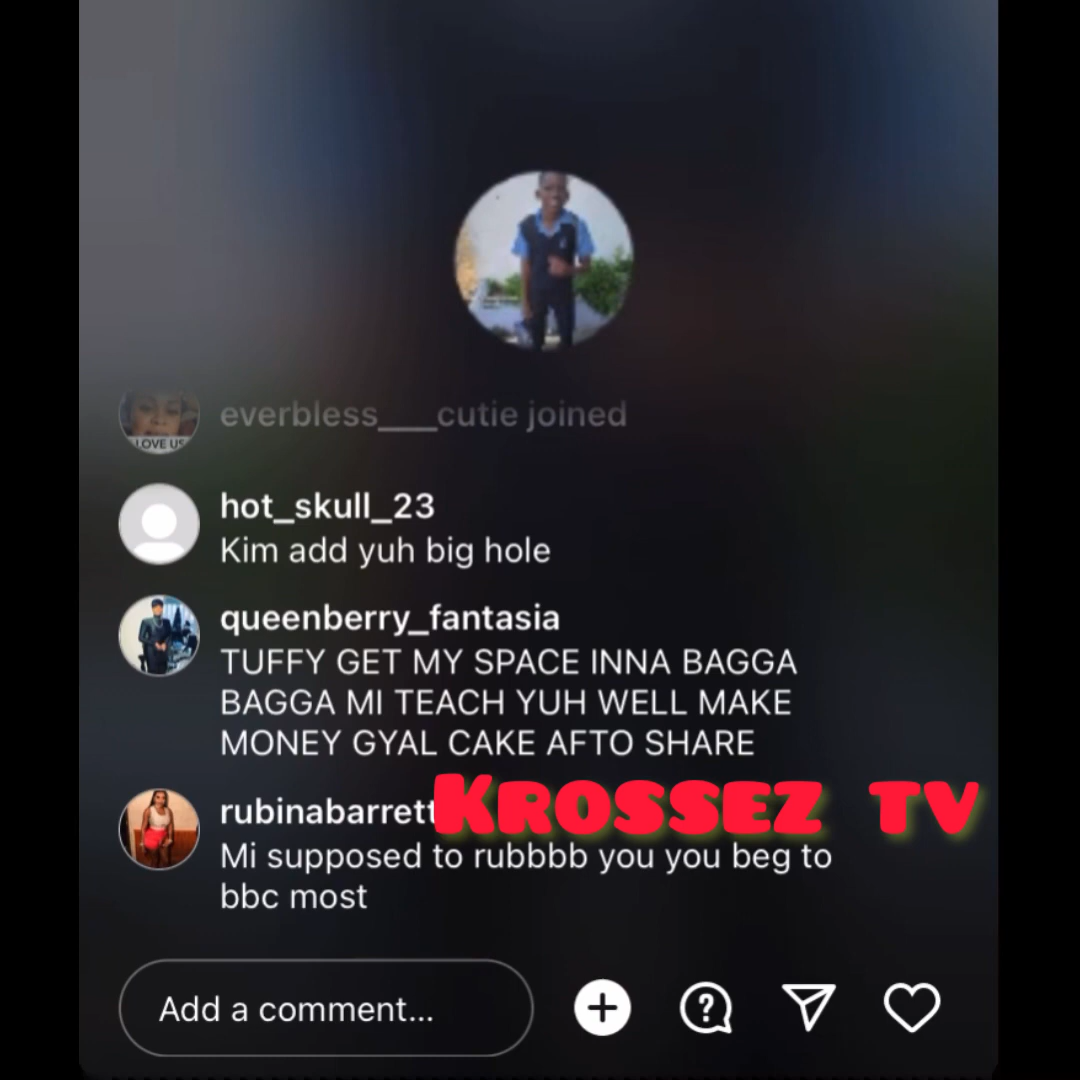 everbless___cutie joined
LOVE US
hot_skull_23
Kim add yuh big hole
queenberry_fantasia
TUFFY GET MY SPACE INNA BAGGA
BAGGA MI TEACH YUH WELL MAKE
MONEY GYAL CAKE AFTO SHARE
rubinabarrett
KROSSEZ TV
Mi supposed to rubbbb you you beg to
bbc most
Add a comment...